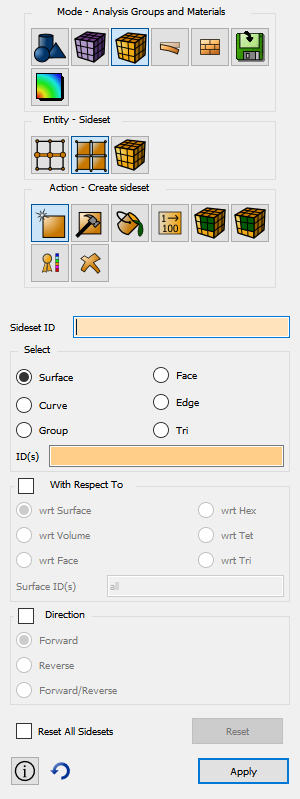 Mode - Analysis Groups and Materials
Entity - Sideset
Action - Create sideset
1→
100
Sideset ID
Select
Surface Face
Curve Edge
Group Tri
ID(s)
With Respect To
wrt Surface wrt Hex
wrt Volume wrt Tet
wrt Face wrt Tri
Surface ID(s) all
Direction
Forward
Reverse
Forward/Reverse
Reset All Sidesets Reset
Apply